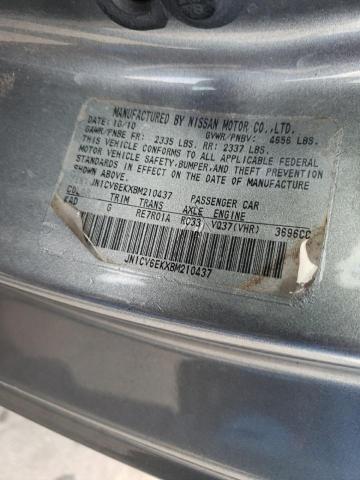 MANUFACTURED BY NISSAN MOTOR CO.,LTD.
DATE: 10/10 GVWR/PNBV: 4656 LBS.
GAWR/PNBE FR: 2335 LBS. RR: 2337 LBS.
THIS VEHICLE CONFORMS TO ALL APPLICABLE FEDERAL
MOTOR VEHICLE SAFETY,BUMPER,AND THEFT PREVENTION
STANDARDS IN EFFECT ON THE DATE OF MANUFACTURE
SHOWN ABOVE.
JN1CV6EKXBM210437 PASSENGER CAR
TRIM TRANS AXLE ENGINE
KAD G RE7R01A RC33 VQ37(VHR) 3696CC
JN1CV6EKXBM210437